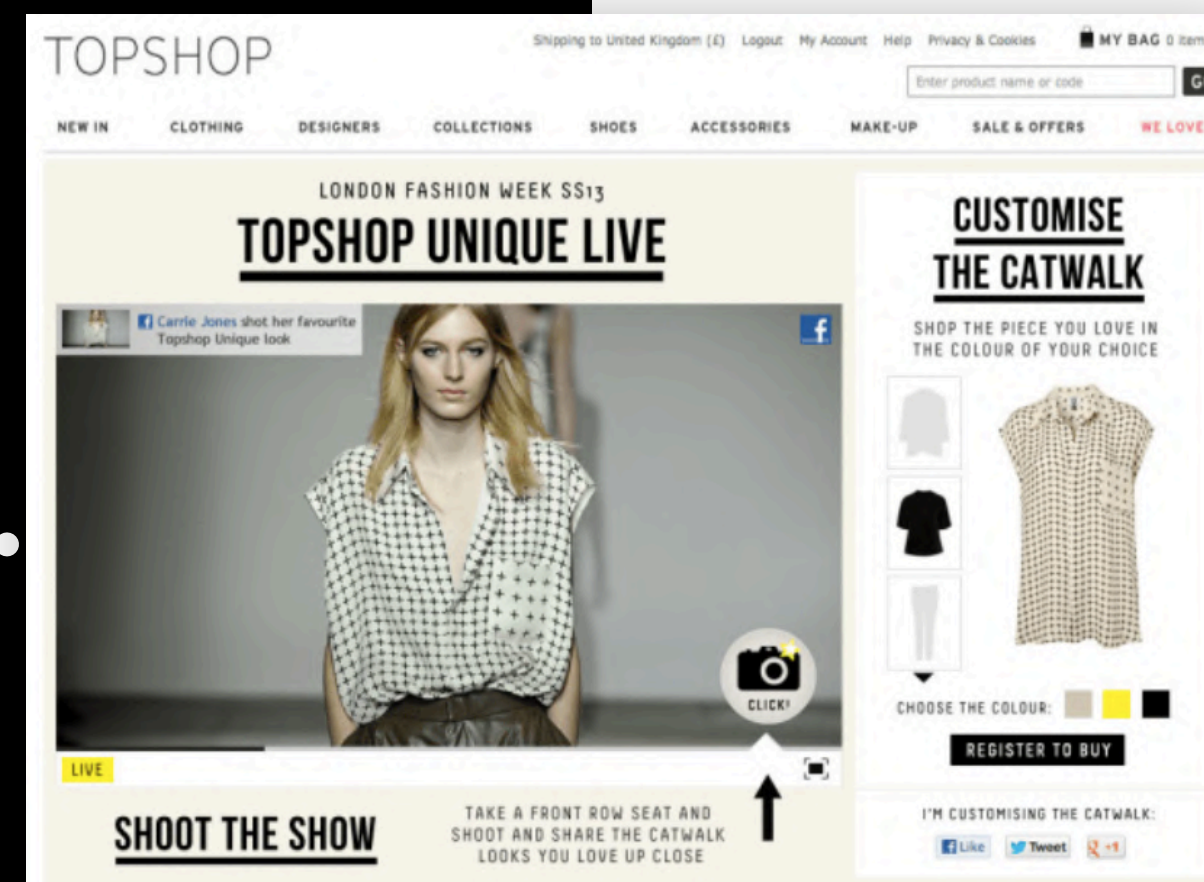 TOPSHOP
Shipping to United Kingdom (£) Logout My Account Help Privacy & Cookies MY BAG 0 item
Enter product name or code
G
NEW IN CLOTHING DESIGNERS COLLECTIONS SHOES ACCESSORIES MAKE-UP SALE & OFFERS WE LOVE
LONDON FASHION WEEK SS13
TOPSHOP UNIQUE LIVE
f Carrie Jones shot her favourite
Topshop Unique look
f
CLICK!
LIVE
SHOOT THE SHOW
TAKE A FRONT ROW SEAT AND
SHOOT AND SHARE THE CATWALK
LOOKS YOU LOVE UP CLOSE
CUSTOMISE
THE CATWALK
SHOP THE PIECE YOU LOVE IN
THE COLOUR OF YOUR CHOICE
CHOOSE THE COLOUR:
REGISTER TO BUY
I'M CUSTOMISING THE CATWALK:
f Like Tweet +1